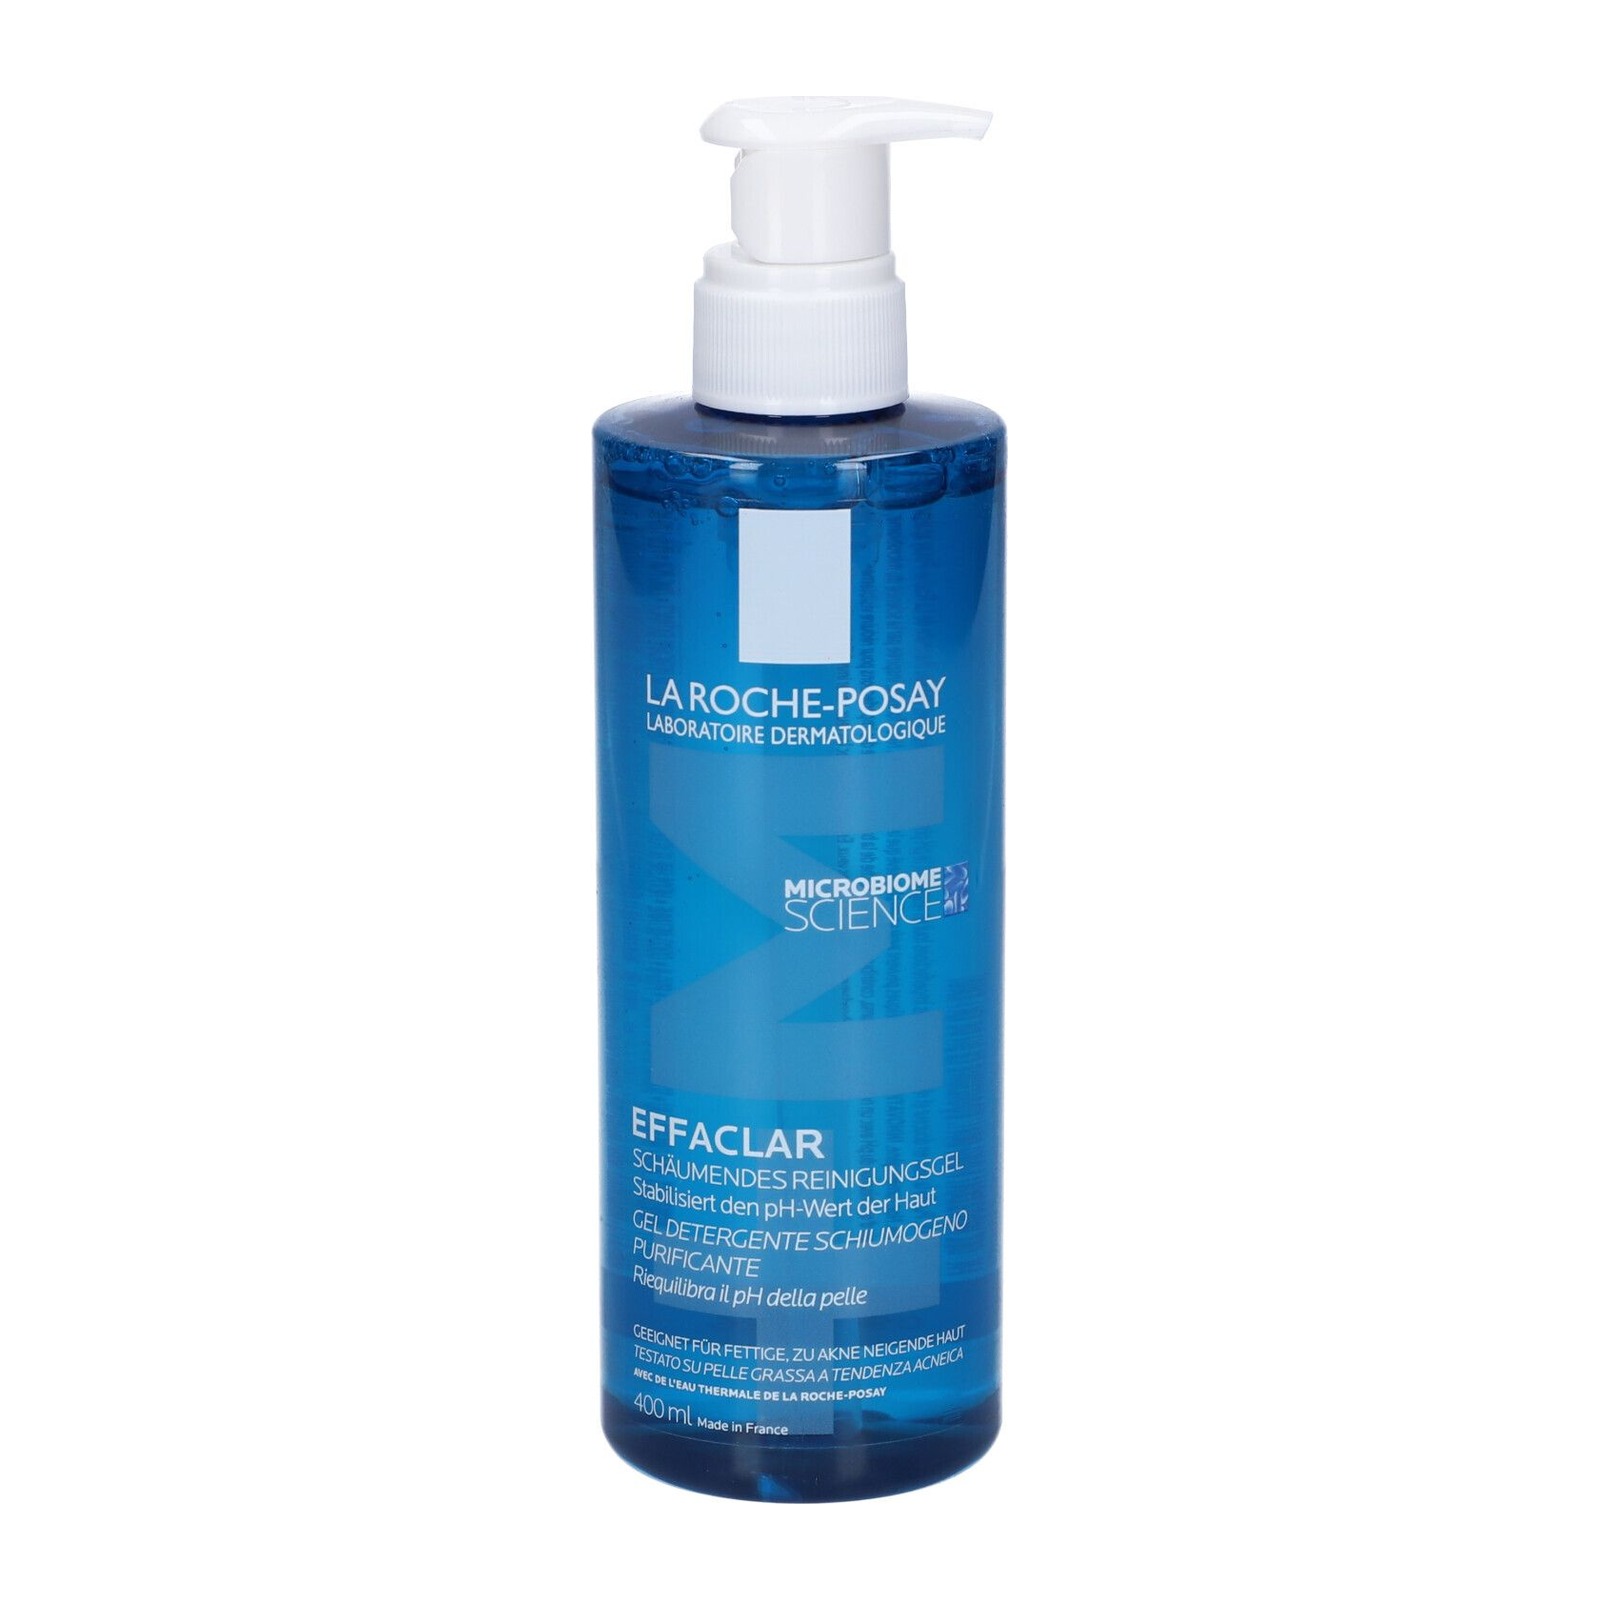 LA ROCHE-POSAY
LABORATOIRE DERMATOLOGIQUE
MICROBIOME
SCIENCE
EFFACLAR
SCHÄUMENDES REINIGUNGSGEL
Stabilisiert den pH-Wert der Haut
GEL DETERGENTE SCHIUMOGENO
PURIFICANTE
Riequilibra il pH della pelle
GEEIGNET FÜR FETTIGE, ZU AKNE NEIGENDE HAUT
TESTATO SU PELLE GRASSA A TENDENZA ACNEICA
AVEC DE L'EAU THERMALE DE LA ROCHE-POSAY
400 ml Made in France